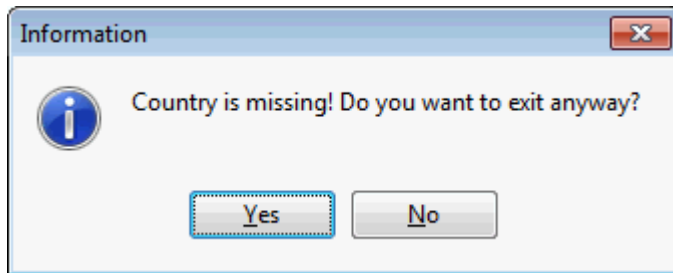 Information
Country is missing! Do you want to exit anyway?
Yes
No